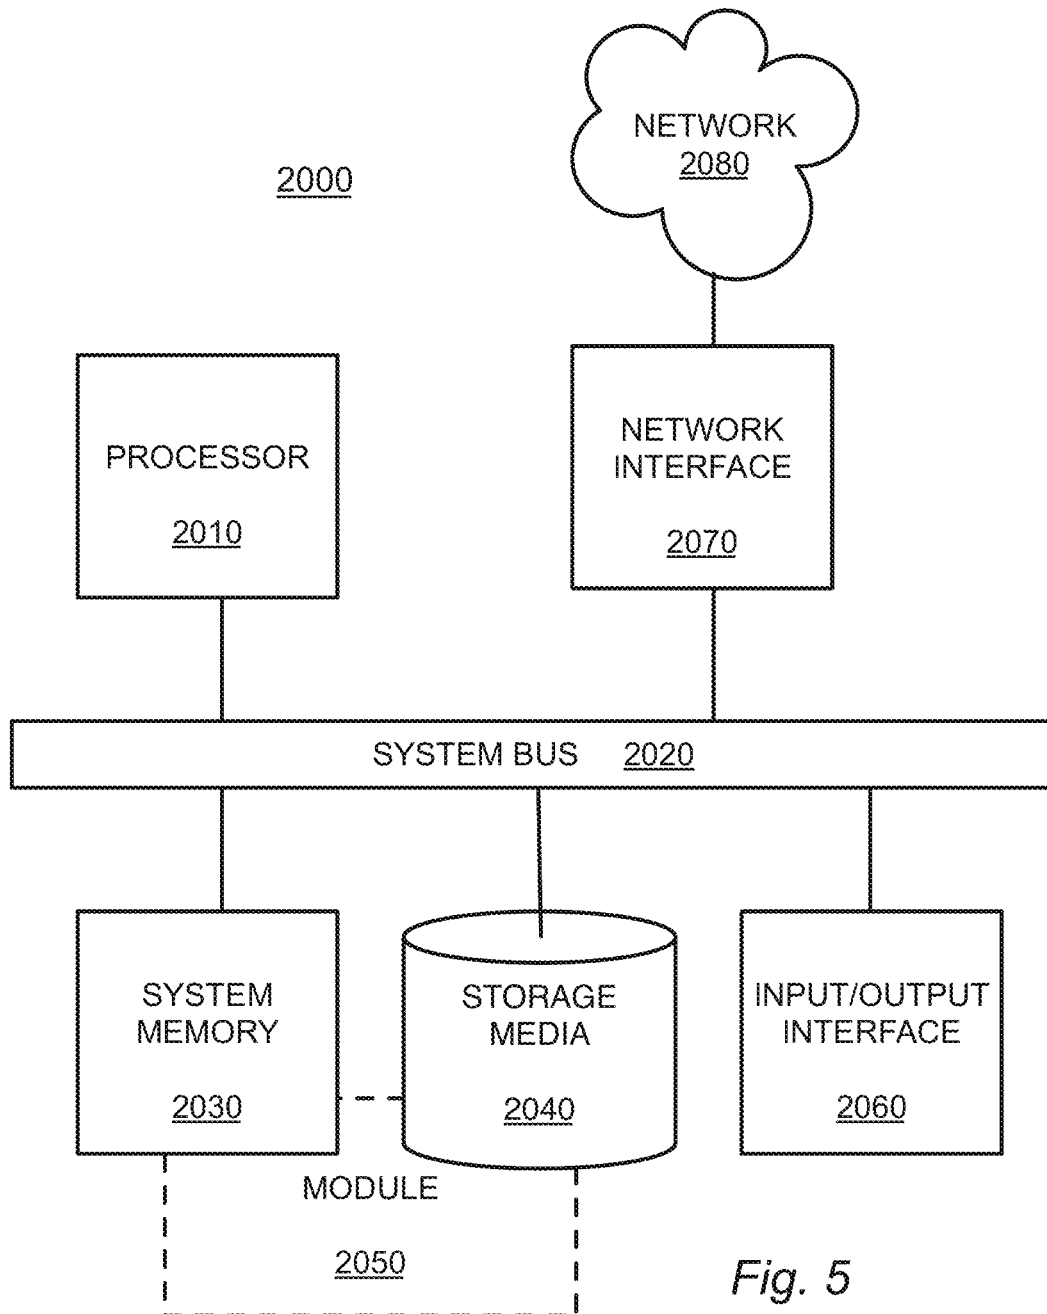 NETWORK
2080
2000
PROCESSOR
2010
NETWORK
INTERFACE
2070
SYSTEM BUS 2020
SYSTEM
MEMORY
2030
STORAGE
MEDIA
2040
INPUT/OUTPUT
INTERFACE
2060
MODULE
2050
Fig. 5